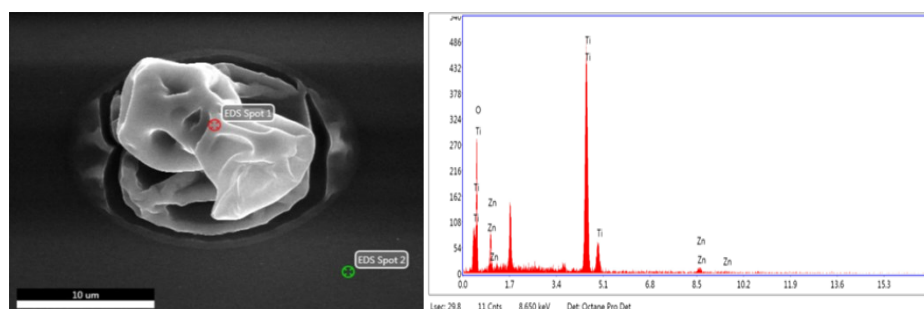 EDS Spot 1
EDS Spot 2
10 um
540
486
432
378
324
270
216
162
108
54
0
Ti
Ti
O
Ti
Ti
Ti
Zn
Zn
Zn
Ti
Zn
Zn
Zn
0.0 1.7 3.4 5.1 6.8 8.5 10.2 11.9 13.6 15.3
Lsec: 29.8 11 Cnts 8.650 keV Det: Octane Pro Det